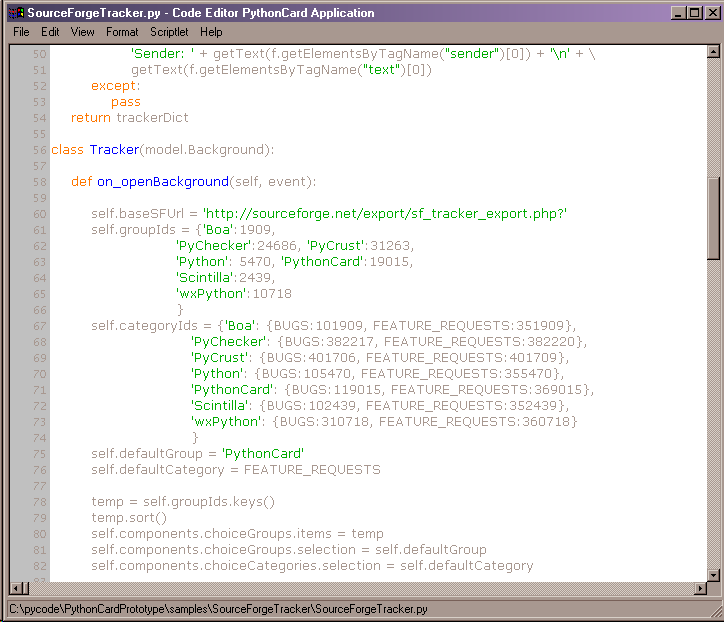 SourceForgeTracker.py - Code Editor PythonCard Application
File Edit View Format Scriptlet Help
50 'Sender: ' + getText(f.getElementsByTagName("sender")[0]) + '\n' + \
51 getText(f.getElementsByTagName("text")[0])
52 except:
53 pass
54 return trackerDict
55
56 class Tracker(model.Background):
57
58 def on_openBackground(self, event):
59
60 self.baseSFUrl = 'http://sourceforge.net/export/sf_tracker_export.php?'
61 self.groupIds = {'Boa':1909,
62 'PyChecker':24686, 'PyCrust':31263,
63 'Python': 5470, 'PythonCard':19015,
64 'Scintilla':2439,
65 'wxPython':10718
66 }
67 self.categoryIds = {'Boa': {BUGS:101909, FEATURE_REQUESTS:351909},
68 'PyChecker': {BUGS:382217, FEATURE_REQUESTS:382220},
69 'PyCrust': {BUGS:401706, FEATURE_REQUESTS:401709},
70 'Python': {BUGS:105470, FEATURE_REQUESTS:355470},
71 'PythonCard': {BUGS:119015, FEATURE_REQUESTS:369015},
72 'Scintilla': {BUGS:102439, FEATURE_REQUESTS:352439},
73 'wxPython': {BUGS:310718, FEATURE_REQUESTS:360718}
74 }
75 self.defaultGroup = 'PythonCard'
76 self.defaultCategory = FEATURE_REQUESTS
77
78 temp = self.groupIds.keys()
79 temp.sort()
80 self.components.choiceGroups.items = temp
81 self.components.choiceGroups.selection = self.defaultGroup
82 self.components.choiceCategories.selection = self.defaultCategory
C:\pycode\PythonCardPrototype\samples\SourceForgeTracker\SourceForgeTracker.py